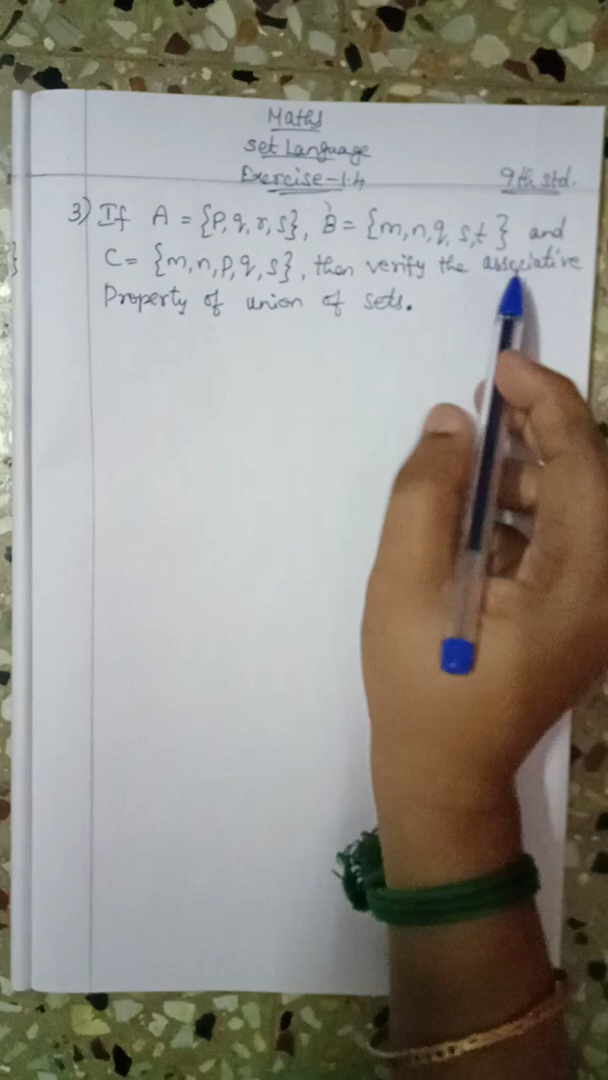 Maths
Set Language
Exercise-1.4
9th std.
3) If A = {p, q, r, s}, B = {m, n, q, s, t } and
C = {m, n, p, q, s}, then verify the associative
Property of union of sets.
}